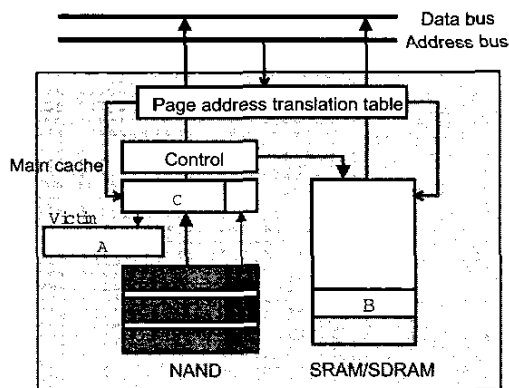 Data bus
Address bus
Page address translation table
Main cache
Control
C
Victim
A
B
NAND
SRAM/SDRAM